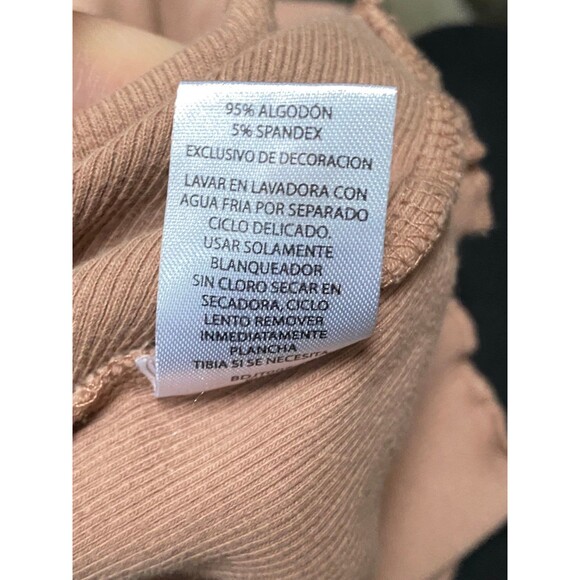 95% ALGODÓN
5% SPANDEX
EXCLUSIVO DE DECORACION
LAVAR EN LAVADORA CON
AGUA FRIA POR SEPARADO
CICLO DELICADO.
USAR SOLAMENTE
BLANQUEADOR
SIN CLORO SECAR EN
SECADORA, CICLO
LENTO REMOVER
INMEDIATAMENTE
PLANCHA
TIBIA SI SE NECESITA